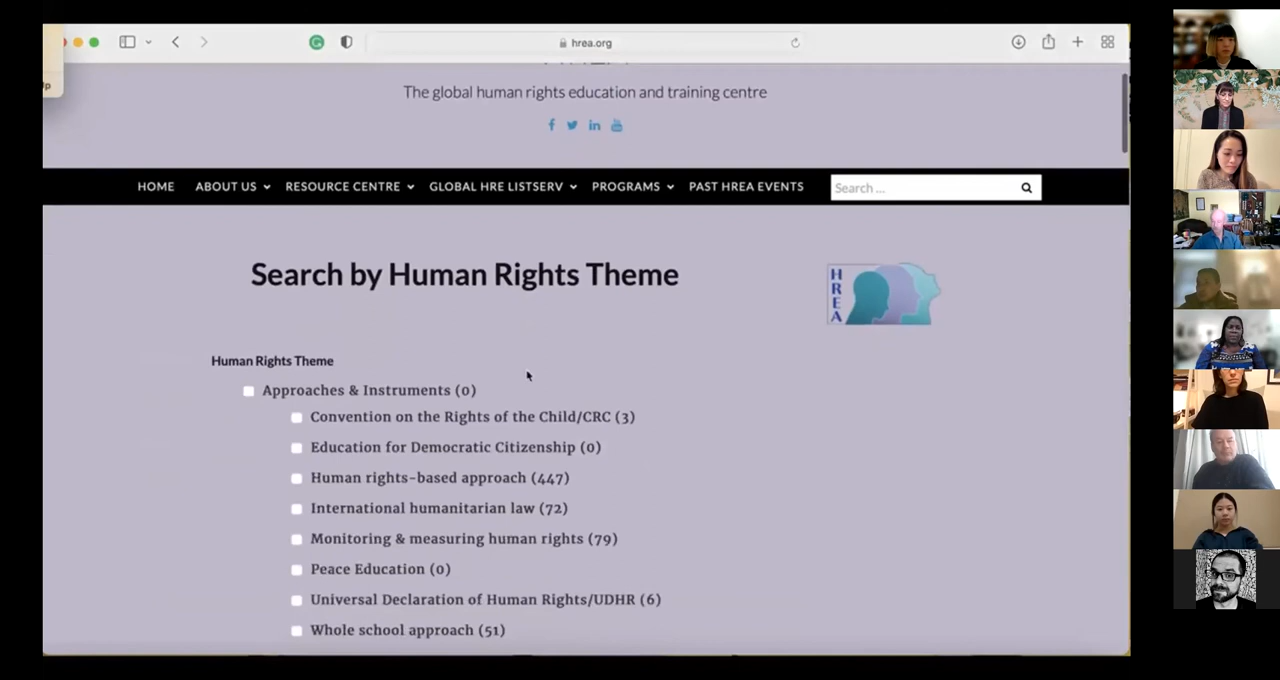 up
hrea.org
The global human rights education and training centre
HOME ABOUT US RESOURCE CENTRE GLOBAL HRE LISTSERV PROGRAMS PAST HREA EVENTS Search ...
Search by Human Rights Theme
HREA
Human Rights Theme
Approaches & Instruments (0)
Convention on the Rights of the Child/CRC (3)
Education for Democratic Citizenship (0)
Human rights-based approach (447)
International humanitarian law (72)
Monitoring & measuring human rights (79)
Peace Education (0)
Universal Declaration of Human Rights/UDHR (6)
Whole school approach (51)